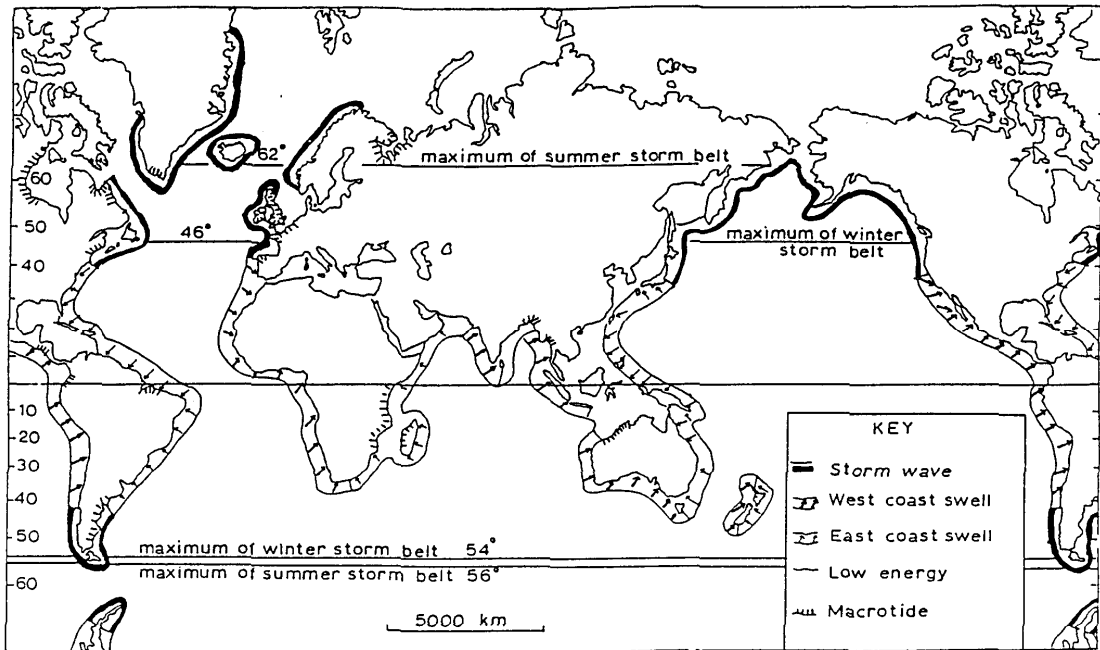 62°
maximum of summer storm belt
60
50
46°
maximum of winter
storm belt
40
-10
-20
-30
-40
-50
-60
maximum of winter storm belt 54°
maximum of summer storm belt 56°
5000 km
KEY
Storm wave
West coast swell
East coast swell
Low energy
Macrotide